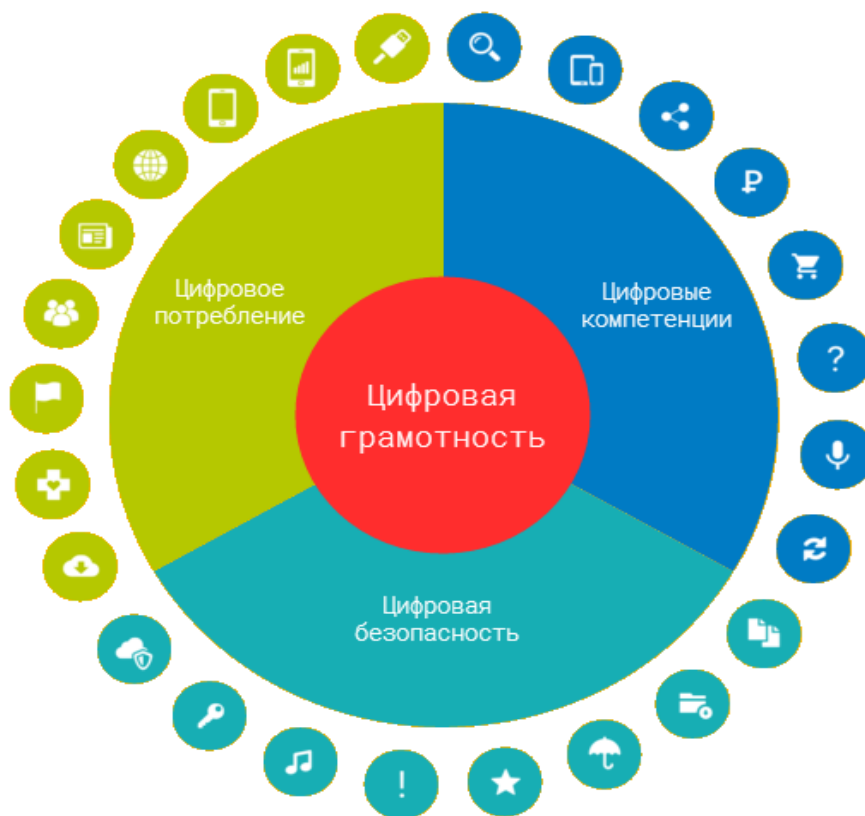 Цифровое
потребление
Цифровые
компетенции
Цифровая
грамотность
Цифровая
безопасность
₽
?
!